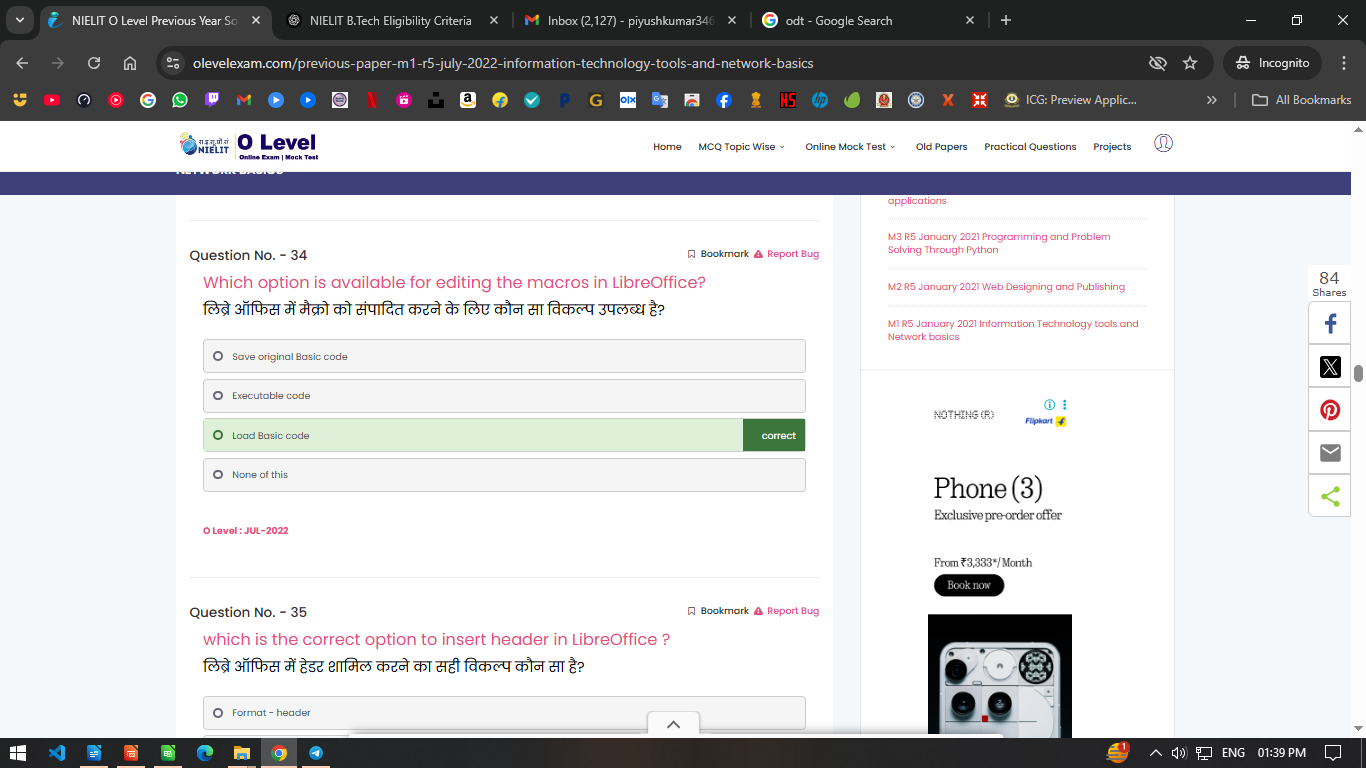 NIELIT O Level Previous Year So
NIELIT B.Tech Eligibility Criteria
Inbox (2,127) - piyushkumar346
odt - Google Search
olevelexam.com/previous-paper-m1-r5-july-2022-information-technology-tools-and-network-basics
Incognito
ICG: Preview Applic...
All Bookmarks
NIELIT
O Level
Online Exam | Mock Test
Home
MCQ Topic Wise
Online Mock Test
Old Papers
Practical Questions
Projects
NETWORK BASICS
Question No. - 34
Bookmark
Report Bug
Which option is available for editing the macros in LibreOffice?
लिब्रे ऑफिस में मैक्रो को संपादित करने के लिए कौन सा विकल्प उपलब्ध है?
Save original Basic code
Executable code
Load Basic code
correct
None of this
O Level : JUL-2022
Question No. - 35
Bookmark
Report Bug
which is the correct option to insert header in LibreOffice ?
लिब्रे ऑफिस में हेडर शामिल करने का सही विकल्प कौन सा है?
Format - header
applications
M3 R5 January 2021 Programming and Problem
Solving Through Python
M2 R5 January 2021 Web Designing and Publishing
M1 R5 January 2021 Information Technology tools and
Network basics
NOTHING (R)
Flipkart
Phone (3)
Exclusive pre-order offer
From ₹3,333*/Month
Book now
84
Shares
ENG
01:39 PM